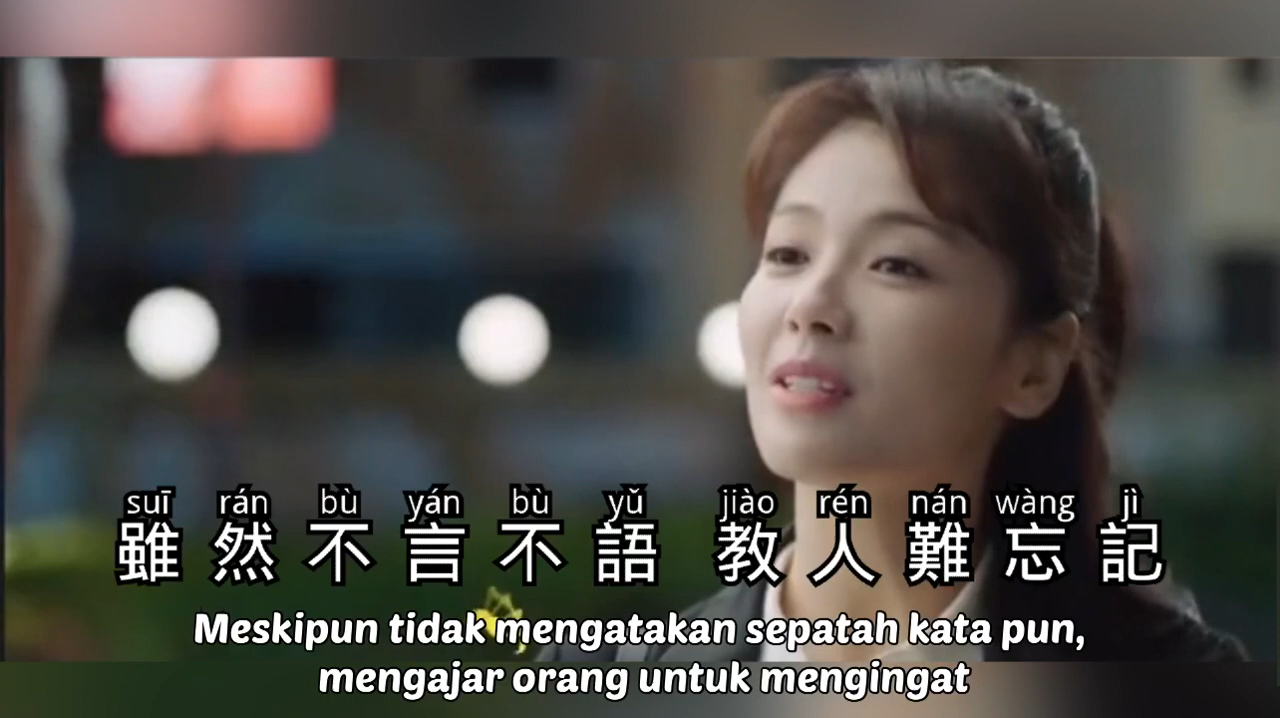 suī rán bù yán bù yǔ jiào rén nán wàng jì
雖然不言不語 教人難忘記
Meskipun tidak mengatakan sepatah kata pun,
mengajar orang untuk mengingat